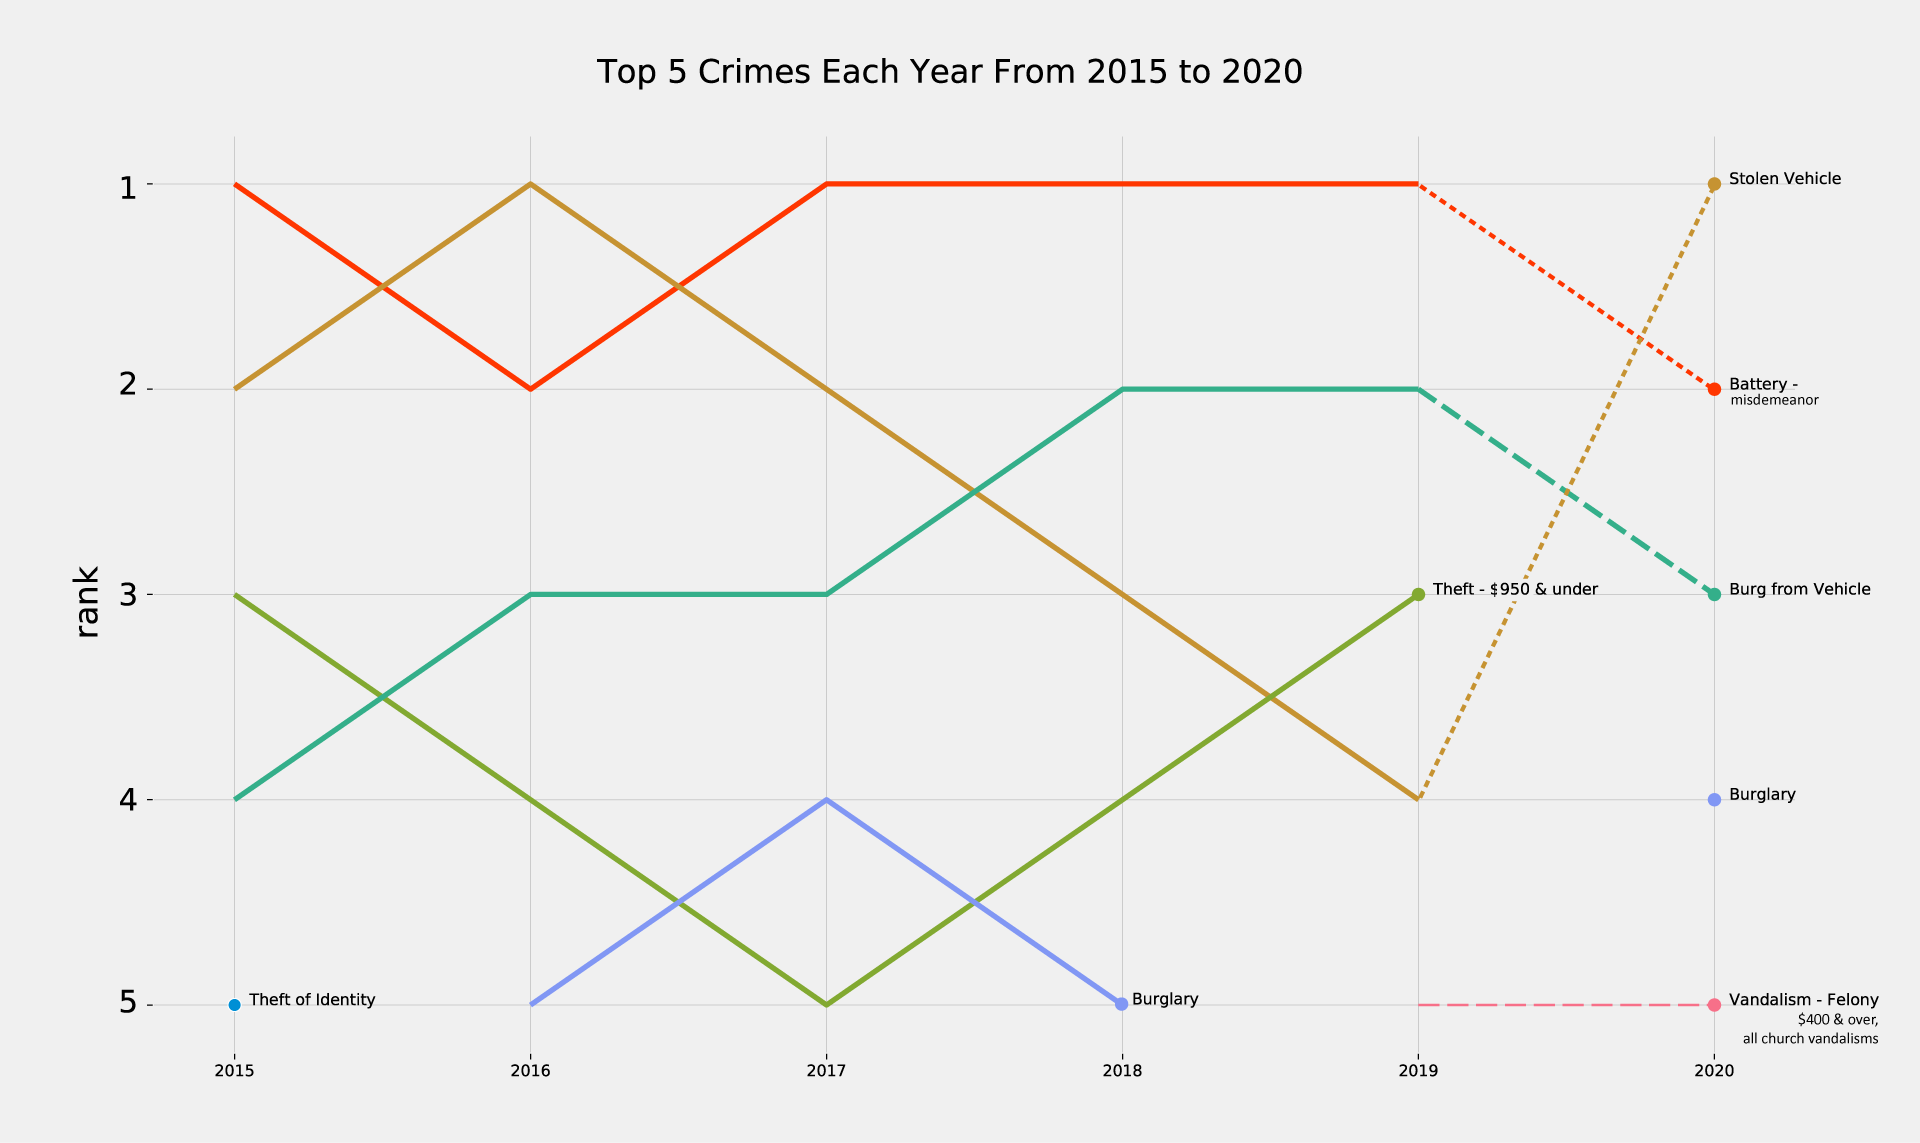 Top 5 Crimes Each Year From 2015 to 2020
rank
1
2
3
4
5
Stolen Vehicle
Battery -
misdemeanor
Theft - $950 & under
Burg from Vehicle
Burglary
Theft of Identity
Burglary
Vandalism - Felony
$400 & over,
all church vandalisms
2015 2016 2017 2018 2019 2020